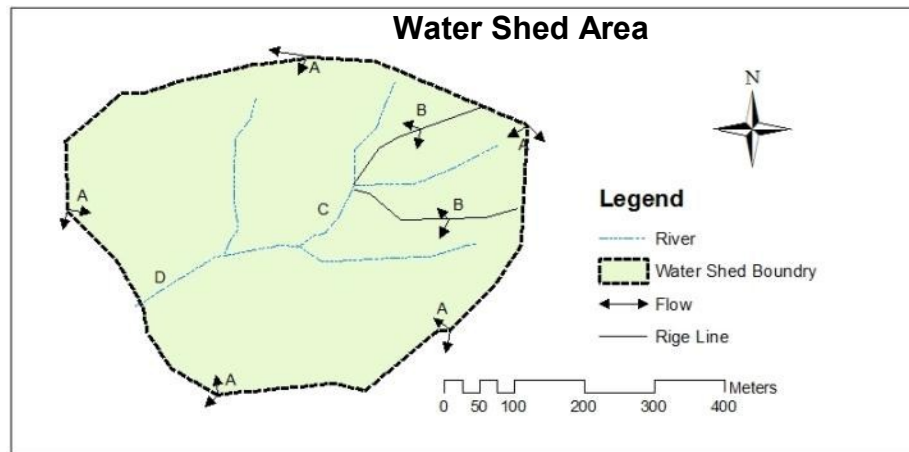 Water Shed Area
A
B
A
N
A
B
C
Legend
River
D
Water Shed Boundry
A
Flow
Rige Line
A
Meters
0 50 100 200 300 400